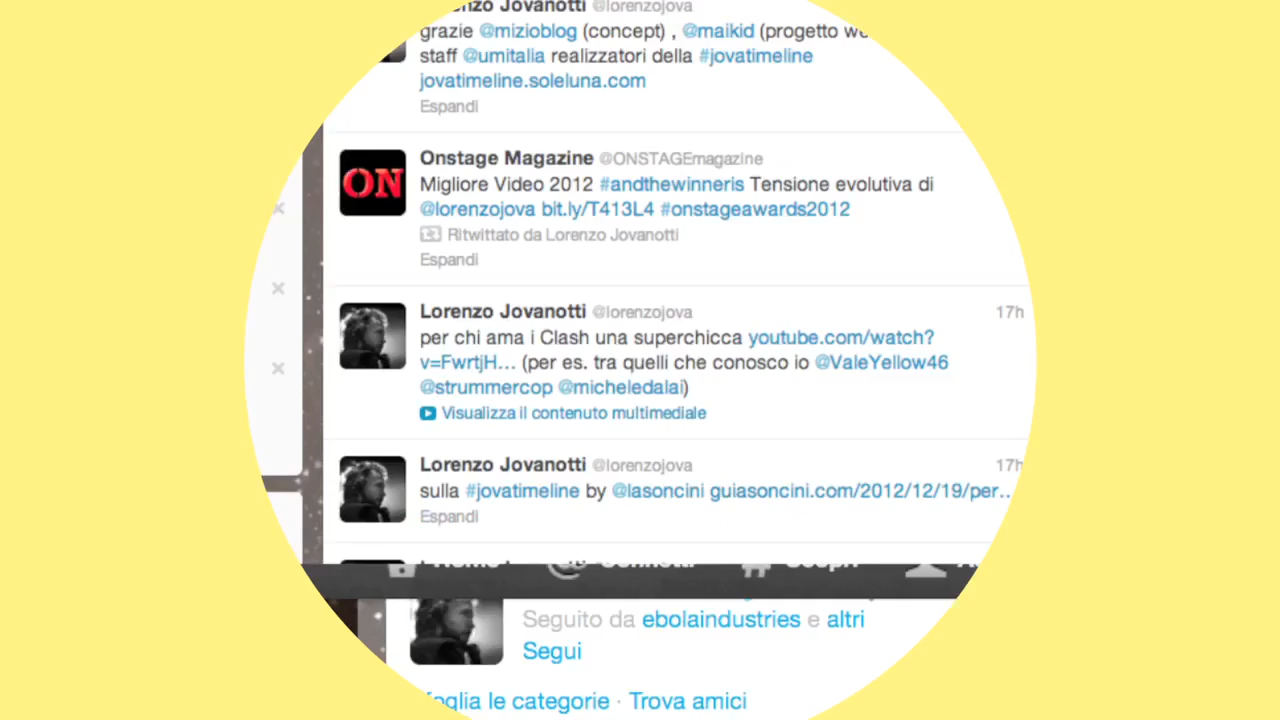 Lorenzo Jovanotti @lorenzojova
grazie @mizioblog (concept) , @maikid (progetto
staff @umitalia realizzatori della #jovatimeline
jovatimeline.soleluna.com
Espandi
ON
Onstage Magazine @ONSTAGEmagazine
Migliore Video 2012 #andthewinneris Tensione evolutiva di
@lorenzojova bit.ly/T413L4 #onstageawards2012
Ritwittato da Lorenzo Jovanotti
Espandi
Lorenzo Jovanotti @lorenzojova 17h
per chi ama i Clash una superchicca youtube.com/watch?
v=FwrtjH... (per es. tra quelli che conosco io @ValeYellow46
@strummercop @micheledalai)
Visualizza il contenuto multimediale
Lorenzo Jovanotti @lorenzojova 17h
sulla #jovatimeline by @lasoncini guiasoncini.com/2012/12/19/per...
Espandi
Seguito da ebolaindustries e altri
Segui
le categorie · Trova amici